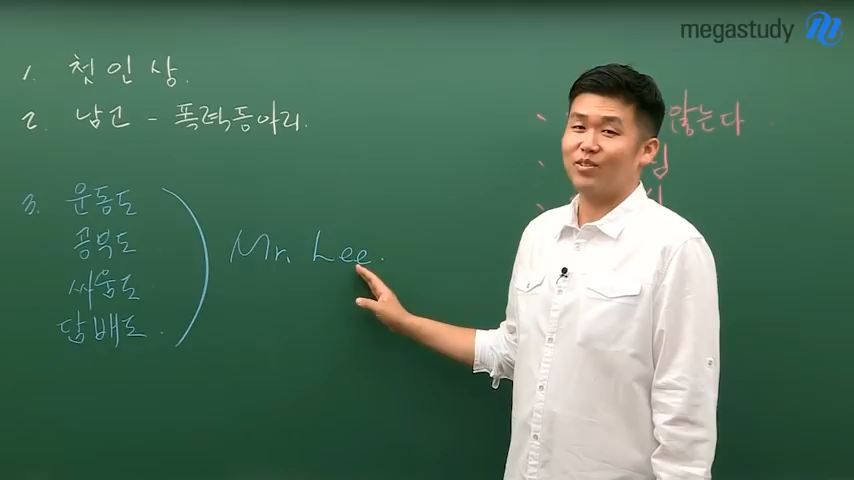 megastudy
1. 첫인상.
2. 남고 - 폭력동아리.
3. 운동도
공부도
싸움도
담배도.
Mr. Lee.
않는다